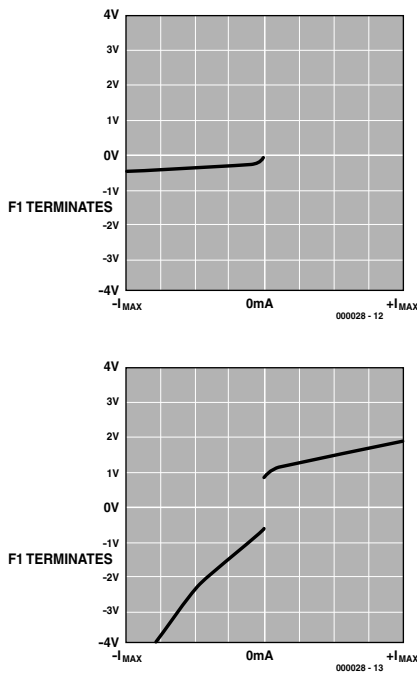 4V
3V
2V
1V
0V
-1V
F1 TERMINATES
-2V
-3V
-4V
-IMAX 0mA +IMAX
000028 - 12
4V
3V
2V
1V
0V
-1V
F1 TERMINATES
-2V
-3V
-4V
-IMAX 0mA +IMAX
000028 - 13